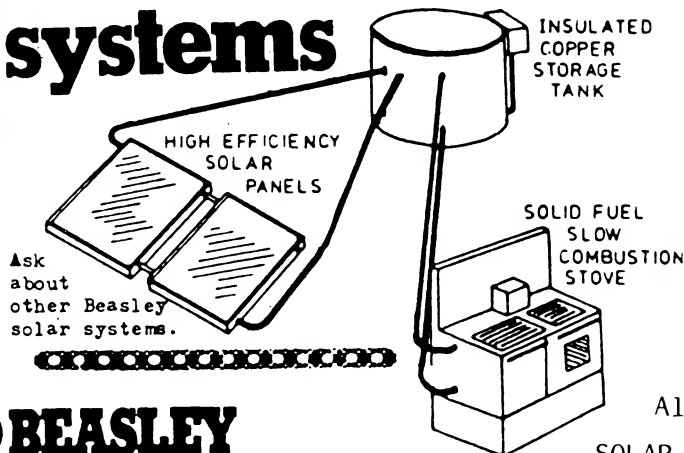 systems
INSULATED
COPPER
STORAGE
TANK
HIGH EFFICIENCY
SOLAR
PANELS
SOLID FUEL
SLOW
COMBUSTION
STOVE
Ask
about
other Beasley
solar systems.
BEASLEY
Al
SOLAR